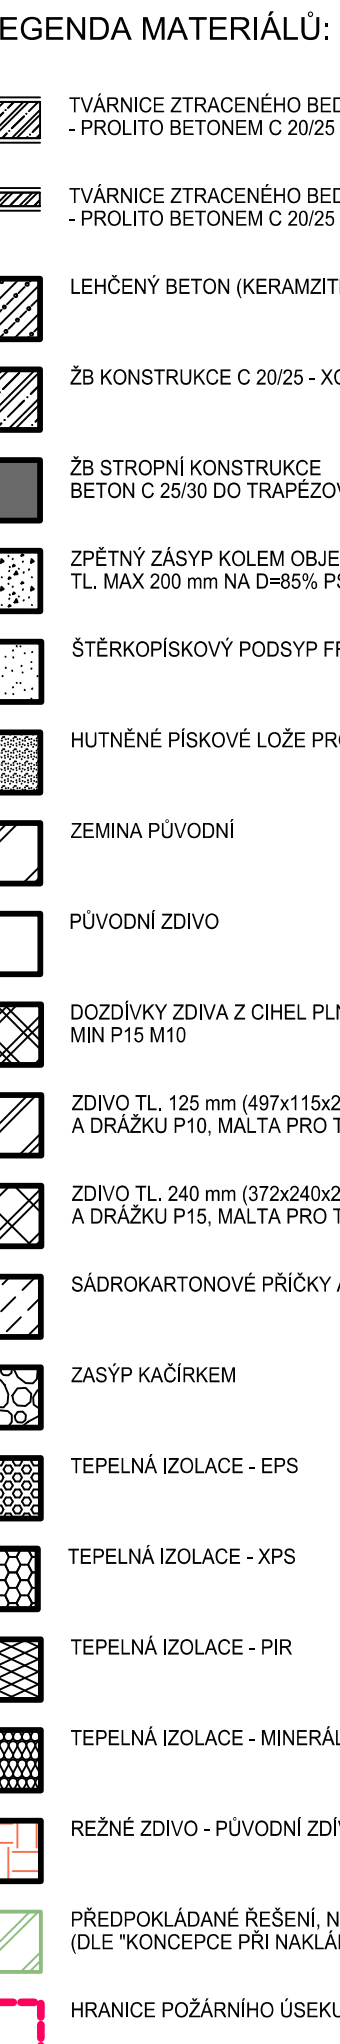 EGENDA MATERIÁLŮ:
TVÁRNICE ZTRACENÉHO BED
- PROLITO BETONEM C 20/25
TVÁRNICE ZTRACENÉHO BED
- PROLITO BETONEM C 20/25
LEHČENÝ BETON (KERAMZIT
ŽB KONSTRUKCE C 20/25 - XC
ŽB STROPNÍ KONSTRUKCE
BETON C 25/30 DO TRAPÉZOV
ZPĚTNÝ ZÁSYP KOLEM OBJE
TL. MAX 200 mm NA D=85% PS
ŠTĚRKOPÍSKOVÝ PODSYP FR
HUTNĚNÉ PÍSKOVÉ LOŽE PRO
ZEMINA PŮVODNÍ
PŮVODNÍ ZDIVO
DOZDÍVKY ZDIVA Z CIHEL PLN
MIN P15 M10
ZDIVO TL. 125 mm (497x115x2
A DRÁŽKU P10, MALTA PRO T
ZDIVO TL. 240 mm (372x240x2
A DRÁŽKU P15, MALTA PRO T
SÁDROKARTONOVÉ PŘÍČKY A
ZASÝP KAČÍRKEM
TEPELNÁ IZOLACE - EPS
TEPELNÁ IZOLACE - XPS
TEPELNÁ IZOLACE - PIR
TEPELNÁ IZOLACE - MINERÁL
REŽNÉ ZDIVO - PŮVODNÍ ZDÍV
PŘEDPOKLÁDANÉ ŘEŠENÍ, N
(DLE "KONCEPCE PŘI NAKLÁD
HRANICE POŽÁRNÍHO ÚSEKU